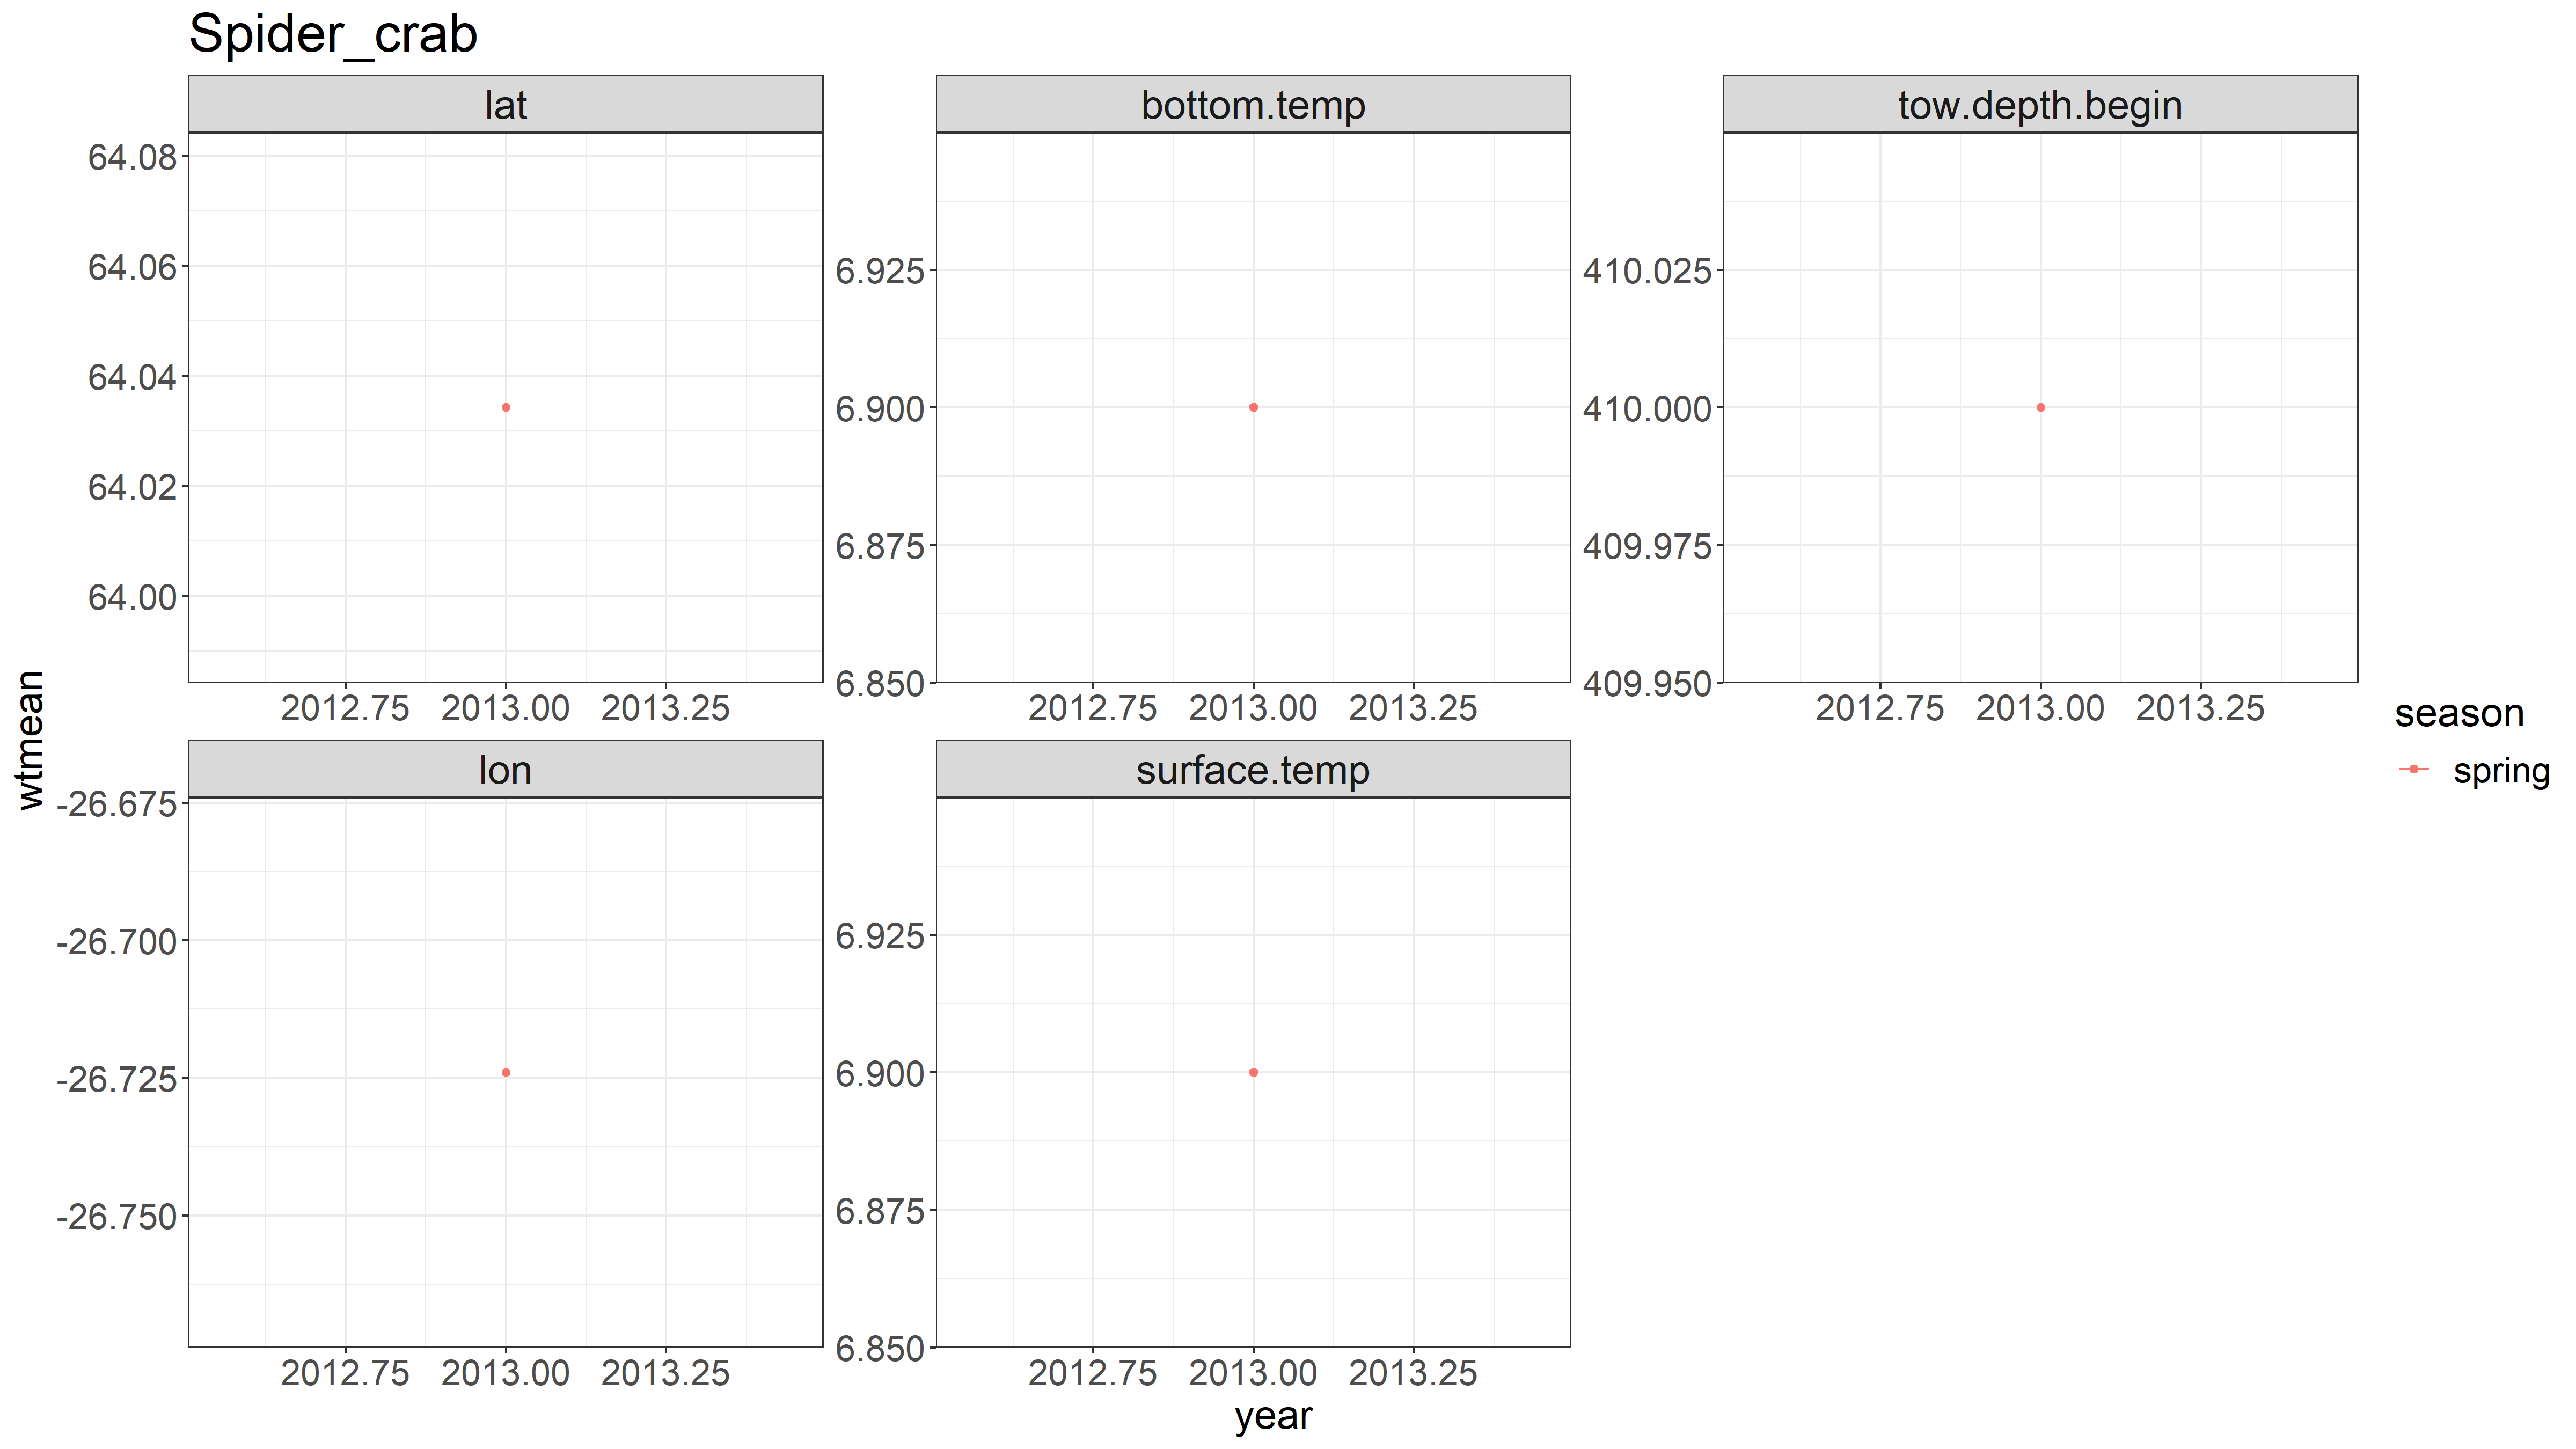 Spider_crab
lat
bottom.temp
tow.depth.begin
64.08
64.06
64.04
64.02
64.00
6.925
6.900
6.875
6.850
410.025
410.000
409.975
409.950
2012.75 2013.00 2013.25
2012.75 2013.00 2013.25
2012.75 2013.00 2013.25
wtmean
season
spring
lon
surface.temp
-26.675
-26.700
-26.725
-26.750
6.925
6.900
6.875
6.850
2012.75 2013.00 2013.25
2012.75 2013.00 2013.25
year